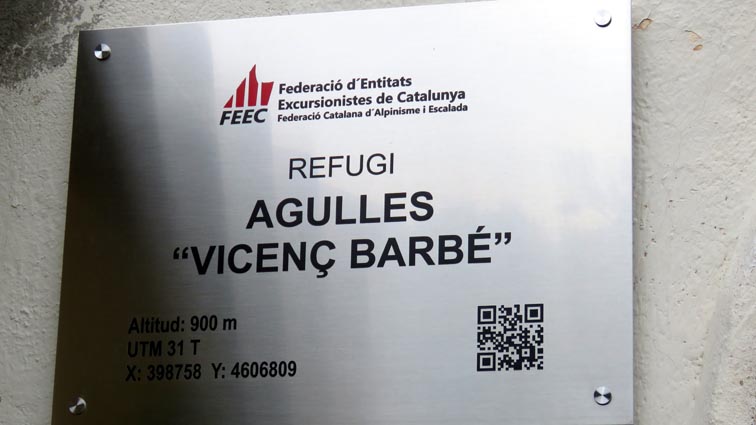 FEEC
Federació d´Entitats
Excursionistes de Catalunya
Federació Catalana d´Alpinisme i Escalada
REFUGI
AGULLES
“VICENÇ BARBÉ”
Altitud: 900 m
UTM 31 T
X: 398758 Y: 4606809